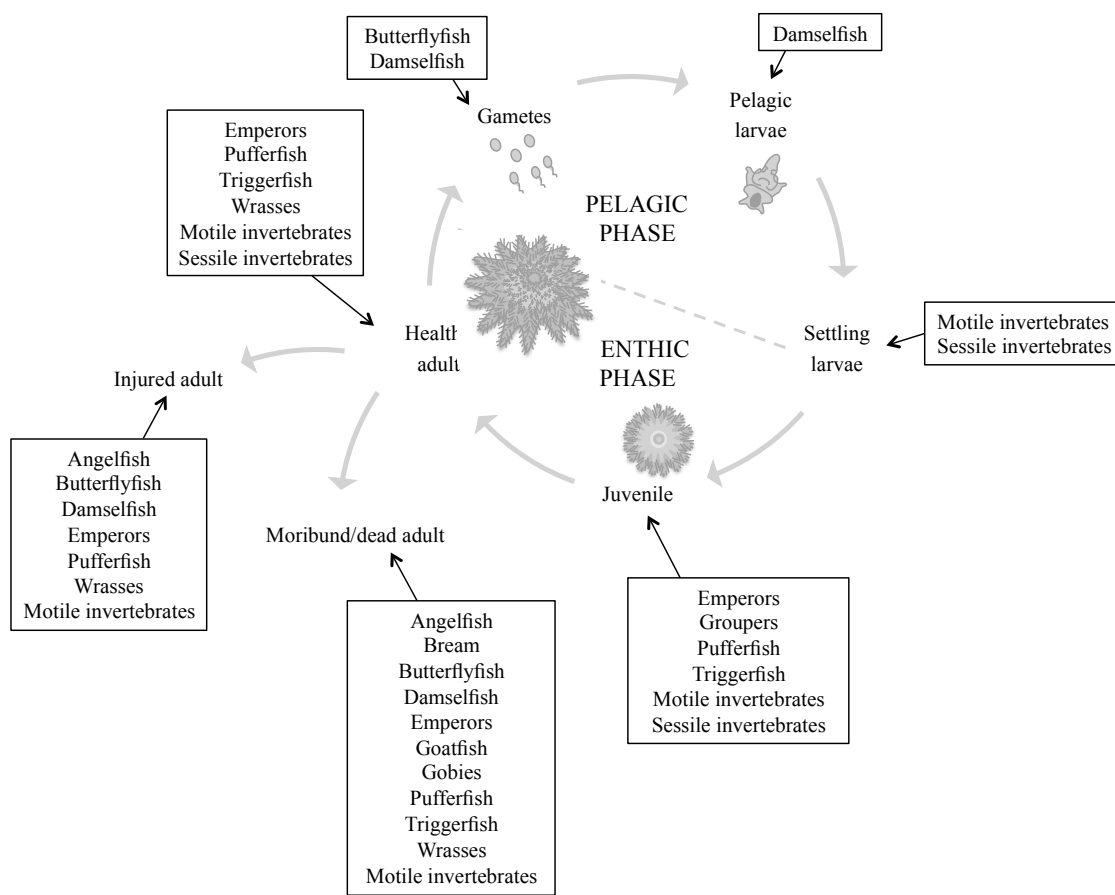 Butterflyfish
Damselfish
Damselfish
Gametes
Pelagic
larvae
Emperors
Pufferfish
Triggerfish
Wrasses
Motile invertebrates
Sessile invertebrates
PELAGIC
PHASE
Health
adult
ENTHIC
PHASE
Settling
larvae
Motile invertebrates
Sessile invertebrates
Injured adult
Angelfish
Butterflyfish
Damselfish
Emperors
Pufferfish
Wrasses
Motile invertebrates
Juvenile
Moribund/dead adult
Angelfish
Bream
Butterflyfish
Damselfish
Emperors
Goatfish
Gobies
Pufferfish
Triggerfish
Wrasses
Motile invertebrates
Emperors
Groupers
Pufferfish
Triggerfish
Motile invertebrates
Sessile invertebrates